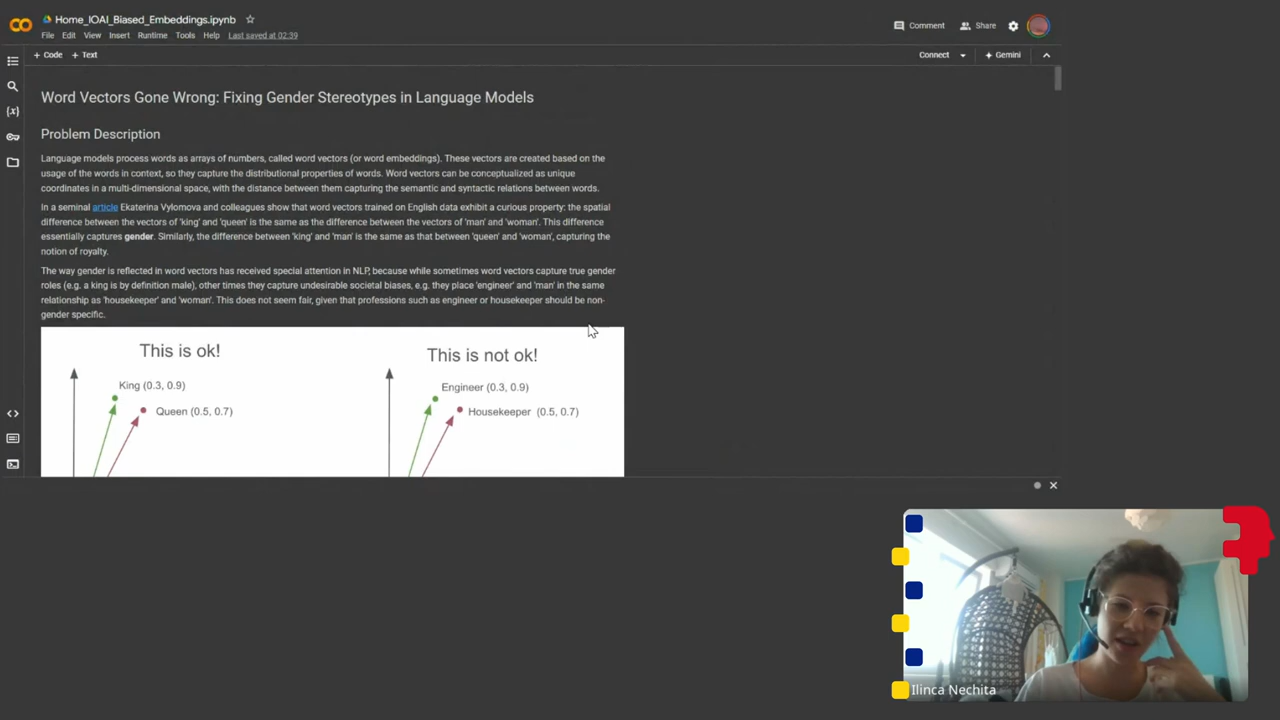 Home_IOAI_Biased_Embeddings.ipynb
File Edit View Insert Runtime Tools Help Last saved at 02:39
Comment Share
+ Code + Text
Connect Gemini
Word Vectors Gone Wrong: Fixing Gender Stereotypes in Language Models
Problem Description
Language models process words as arrays of numbers, called word vectors (or word embeddings). These vectors are created based on the
usage of the words in context, so they capture the distributional properties of words. Word vectors can be conceptualized as unique
coordinates in a multi-dimensional space, with the distance between them capturing the semantic and syntactic relations between words.
In a seminal article Ekaterina Vylomova and colleagues show that word vectors trained on English data exhibit a curious property: the spatial
difference between the vectors of 'king' and 'queen' is the same as the difference between the vectors of 'man' and 'woman'. This difference
essentially captures gender. Similarly, the difference between 'king' and 'man' is the same as that between 'queen' and 'woman', capturing the
notion of royalty.
The way gender is reflected in word vectors has received special attention in NLP, because while sometimes word vectors capture true gender
roles (e.g. a king is by definition male), other times they capture undesirable societal biases, e.g. they place 'engineer' and 'man' in the same
relationship as 'housekeeper' and 'woman'. This does not seem fair, given that professions such as engineer or housekeeper should be non-
gender specific.
This is ok!
King (0.3, 0.9)
Queen (0.5, 0.7)
This is not ok!
Engineer (0.3, 0.9)
Housekeeper (0.5, 0.7)
Ilinca Nechita